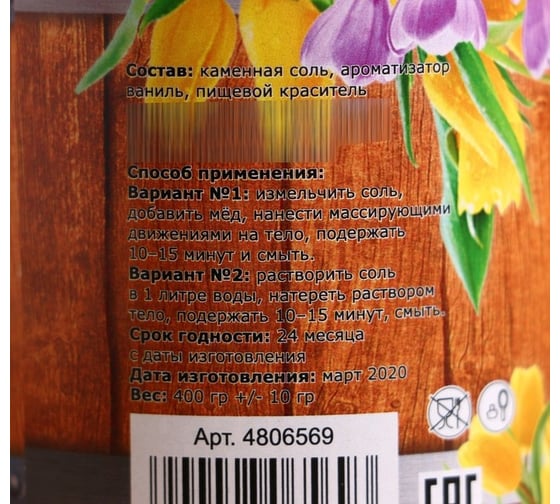 Состав: каменная соль, ароматизатор
ваниль, пищевой краситель
Способ применения:
Вариант №1: измельчить соль,
добавить мёд, нанести массирующими
движениями на тело, подержать
10–15 минут и смыть.
Вариант №2: растворить соль
в 1 литре воды, натереть раствором
тело, подержать 10–15 минут, смыть.
Срок годности: 24 месяца
с даты изготовления
Дата изготовления: март 2020
Вес: 400 гр +/- 10 гр
Арт. 4806569